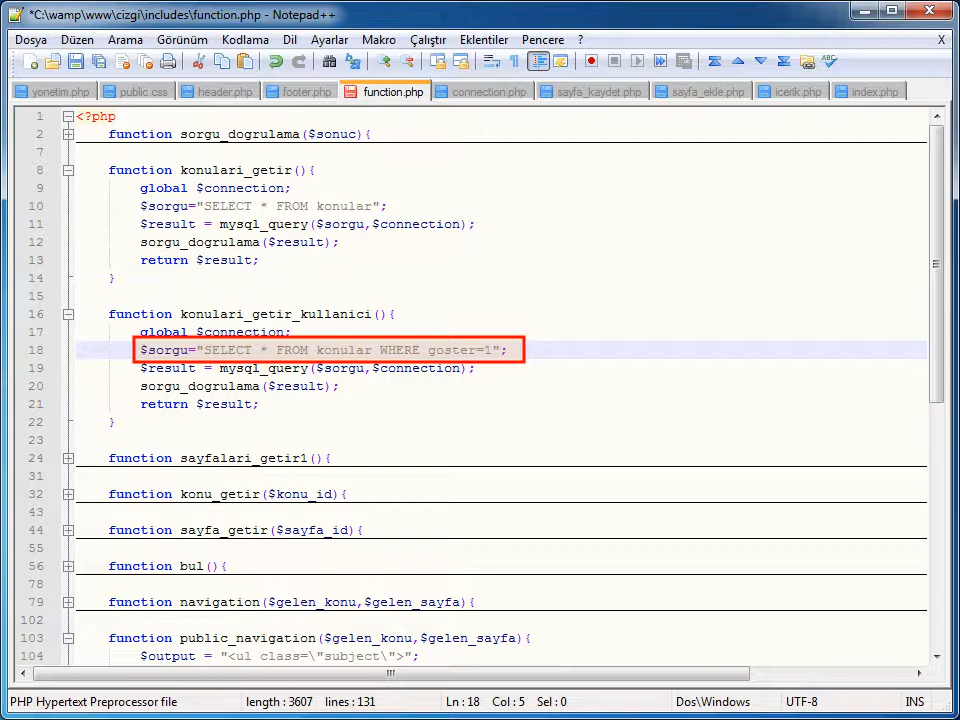 *C:\wamp\www\cizgi\includes\function.php - Notepad++
Dosya Düzen Arama Görünüm Kodlama Dil Ayarlar Makro Çalıştır Eklentiler Pencere ? X
yonetim.php public.css header.php footer.php function.php connection.php sayfa_kaydet.php sayfa_ekle.php icerik.php index.php
1 <?php
2 function sorgu_dogrulama($sonuc){
7
8 function konulari_getir(){
9 global $connection;
10 $sorgu="SELECT * FROM konular";
11 $result = mysql_query($sorgu,$connection);
12 sorgu_dogrulama($result);
13 return $result;
14 }
15
16 function konulari_getir_kullanici(){
17 global $connection;
18 $sorgu="SELECT * FROM konular WHERE goster=1";
19 $result = mysql_query($sorgu,$connection);
20 sorgu_dogrulama($result);
21 return $result;
22 }
23
24 function sayfalari_getir1(){
31
32 function konu_getir($konu_id){
43
44 function sayfa_getir($sayfa_id){
55
56 function bul(){
78
79 function navigation($gelen_konu,$gelen_sayfa){
102
103 function public_navigation($gelen_konu,$gelen_sayfa){
104 $output = "<ul class=\"subject\">";
PHP Hypertext Preprocessor file length : 3607 lines : 131 Ln : 18 Col : 5 Sel : 0 Dos\Windows UTF-8 INS